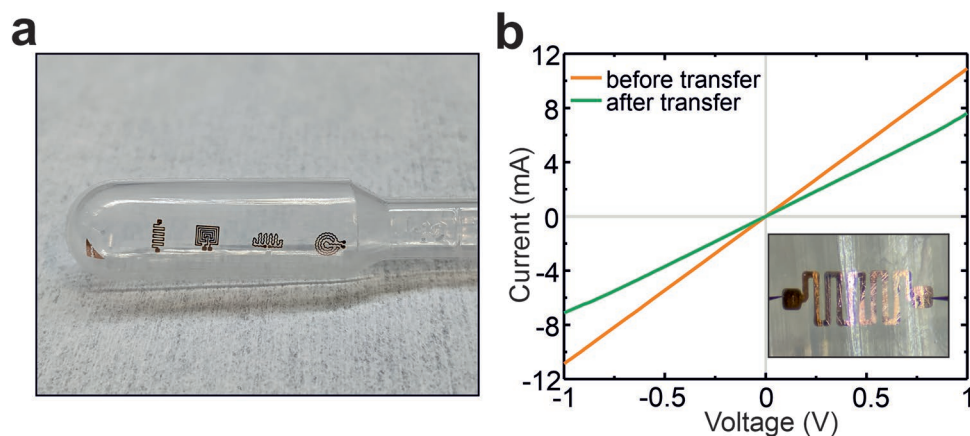 a
b
12
8
4
0
-4
-8
-12
Current (mA)
before transfer
after transfer
-1
-0.5
0
0.5
1
Voltage (V)